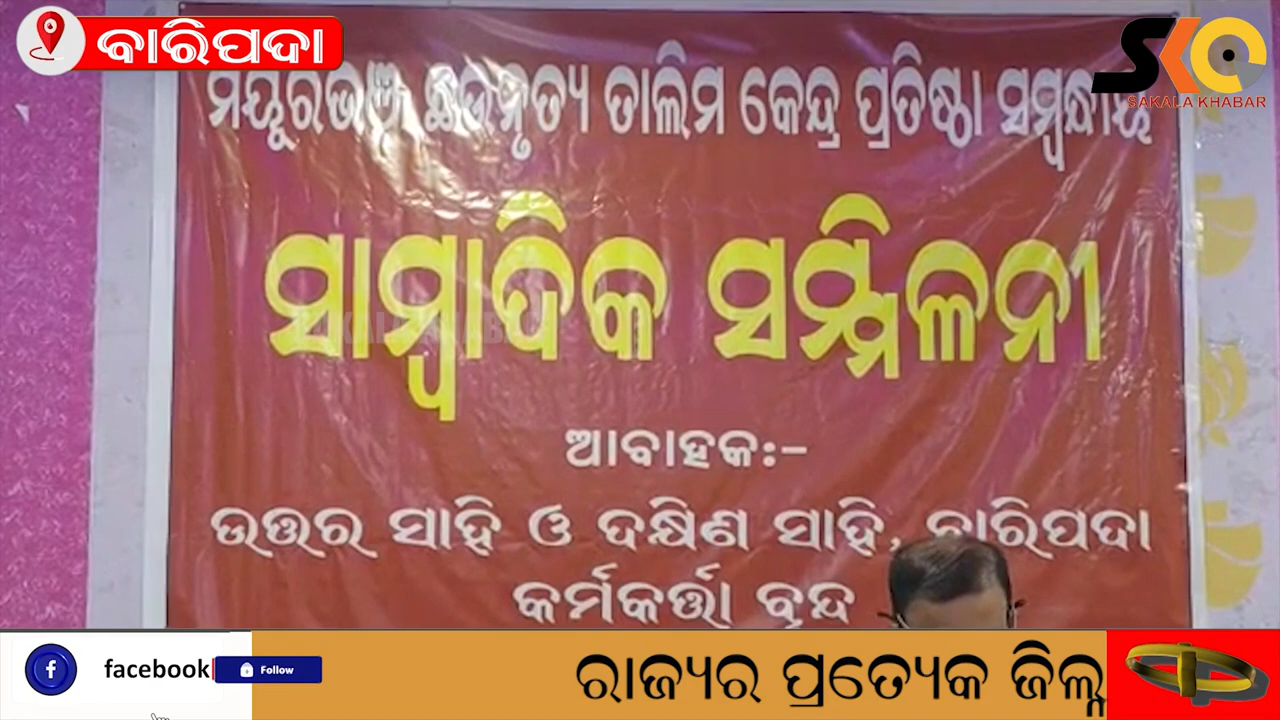 ବାରିପଦା
SKC
SAKALA KHABAR
ମୟୂରଭଞ୍ଜ ଛଉନୃତ୍ୟ ତାଲିମ କେନ୍ଦ୍ର ପ୍ରତିଷ୍ଠା ସମ୍ବନ୍ଧୀୟ
ସାମ୍ବାଦିକ ସମ୍ମିଳନୀ
ଆବାହକ:-
ଉତ୍ତର ସାହି ଓ ଦକ୍ଷିଣ ସାହି, ବାରିପଦା
କର୍ମକର୍ତ୍ତା ବୃନ୍ଦ
facebook Follow ରାଜ୍ୟର ପ୍ରତ୍ୟେକ